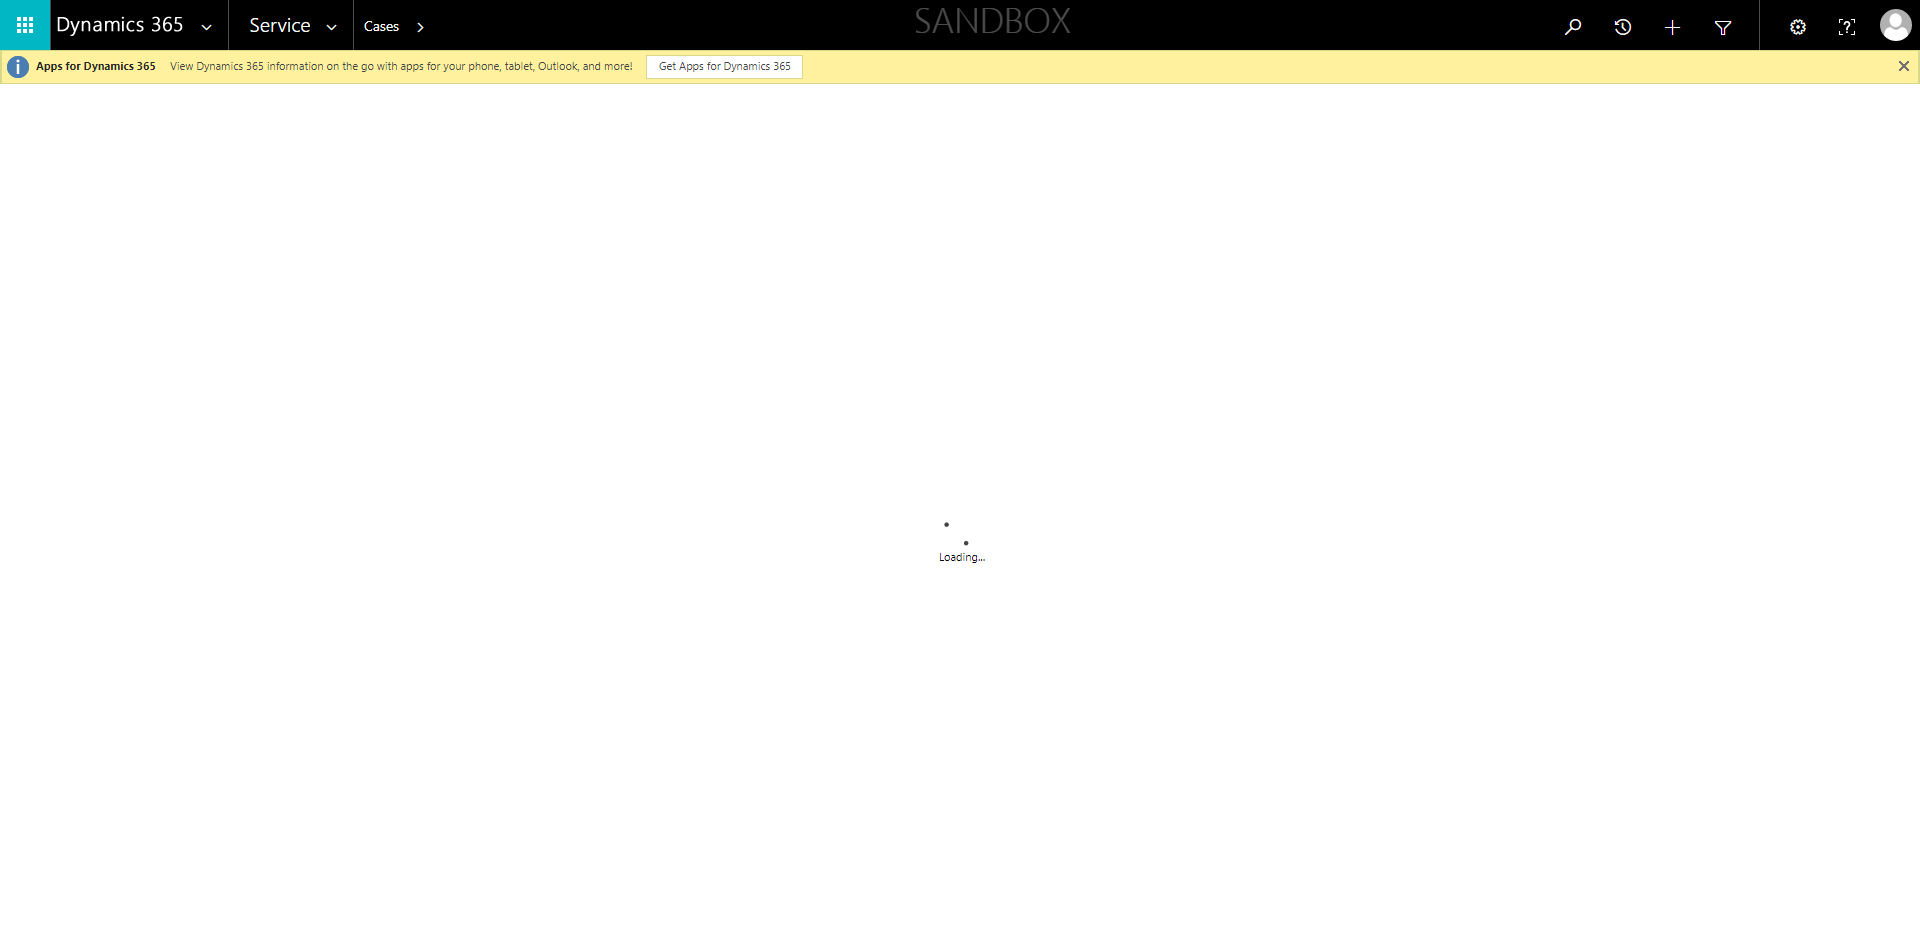 Dynamics 365 Service Cases SANDBOX
Apps for Dynamics 365 View Dynamics 365 information on the go with apps for your phone, tablet, Outlook, and more! Get Apps for Dynamics 365
Loading...